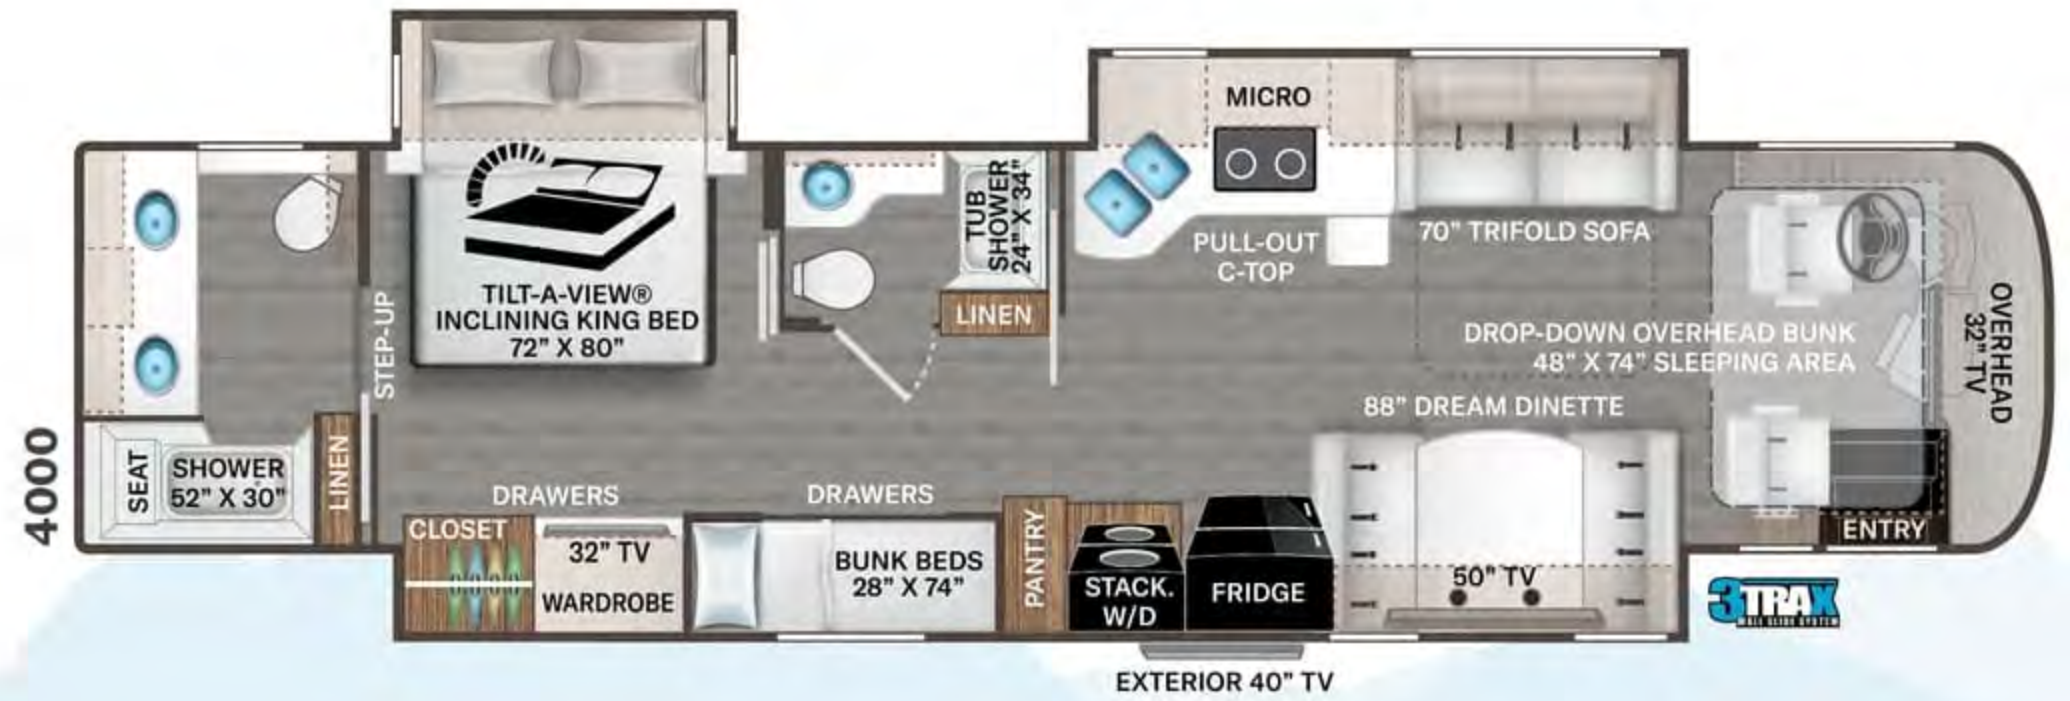 4000
MICRO
TILT-A-VIEW®
INCLINING KING BED
72” X 80”
TUB
SHOWER
24” X 34”
LINEN
STEP-UP
PULL-OUT
C-TOP
70” TRIFOLD SOFA
DROP-DOWN OVERHEAD BUNK
48” X 74” SLEEPING AREA
OVERHEAD
32” TV
88” DREAM DINETTE
SEAT
SHOWER
52” X 30”
LINEN
DRAWERS
DRAWERS
CLOSET
32” TV
WARDROBE
BUNK BEDS
28” X 74”
PANTRY
STACK.
W/D
FRIDGE
50” TV
ENTRY
3TRAX
WALL SLIDE SYSTEM
EXTERIOR 40” TV